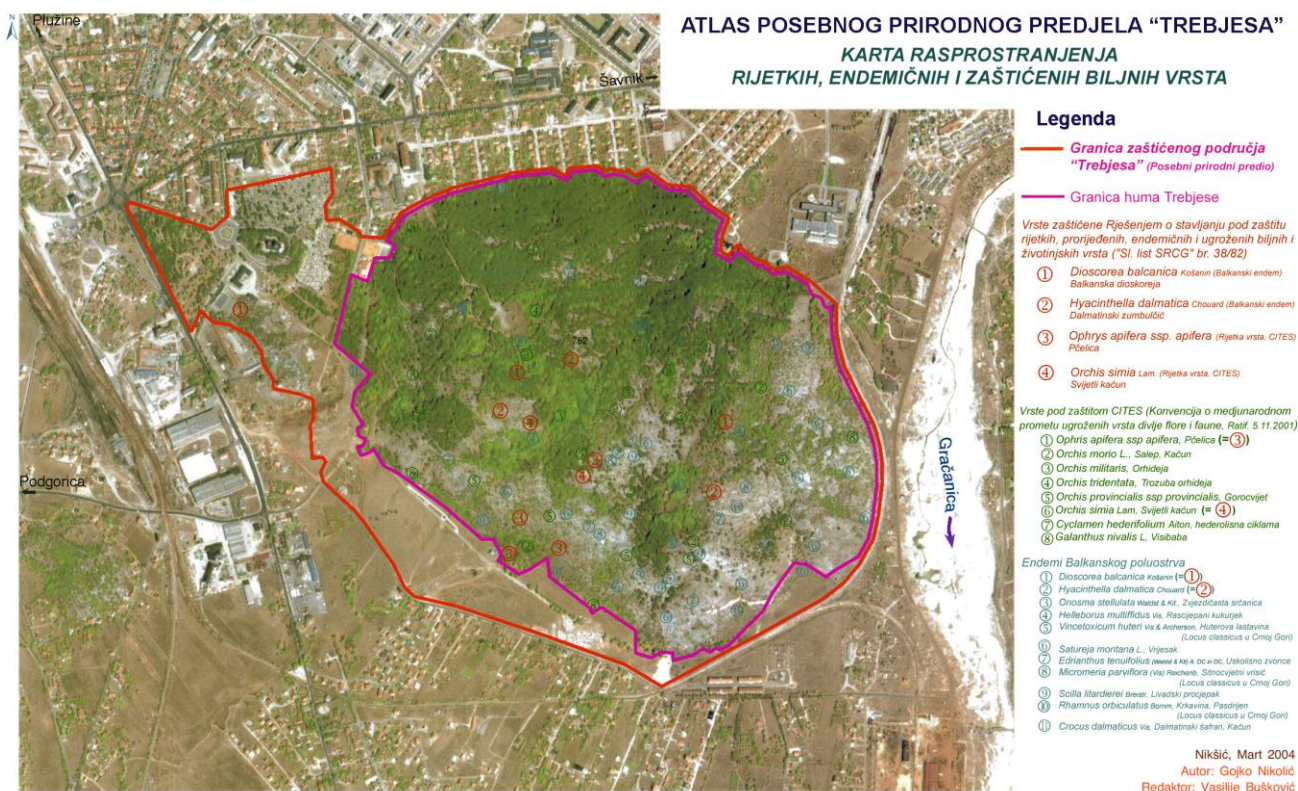 ATLAS POSEBNOG PRIRODNOG PREDJELA “TREBJESA”
KARTA RASPROSTRANJENJA
RIJETKIH, ENDEMIČNIH I ZAŠTIĆENIH BILJNIH VRSTA
Plužine
Šavnik
Podgorica
Gračanica
752
Legenda
Granica zaštićenog područja
“Trebjesa” (Posebni prirodni predio)
Granica huma Trebjese
Vrste zaštićene Rješenjem o stavljanju pod zaštitu
rijetkih, prorijeđenih, endemičnih i ugroženih biljnih i
životinjskih vrsta ("Sl. list SRCG" br. 38/82)
① Dioscorea balcanica Košanin (Balkanski endem)
Balkanska dioskoreja
② Hyacinthella dalmatica Chouard (Balkanski endem)
Dalmatinski zumbulčić
③ Ophrys apifera ssp. apifera (Rijetka vrsta, CITES)
Pčelica
④ Orchis simia Lam. (Rijetka vrsta, CITES)
Svijetli kaćun
Vrste pod zaštitom CITES (Konvencija o medjunarodnom
prometu ugroženih vrsta divlje flore i faune, Ratif. 5.11.2001)
① Ophris apifera ssp apifera, Pčelica (=③)
② Orchis morio L., Salep, Kaćun
③ Orchis militaris, Orhideja
④ Orchis tridentata, Trozuba orhideja
⑤ Orchis provincialis ssp provincialis, Gorocvijet
⑥ Orchis simia Lam, Svijetli kaćun (= ④)
⑦ Cyclamen hederifolium Aiton, hederolisna ciklama
⑧ Galanthus nivalis L, Visibaba
Endemi Balkanskog poluostrva
① Dioscorea balcanica Košanin (=①)
② Hyacinthella dalmatica Chouard (=②)
③ Onosma stellulata Waldst & Kit., Zvjezdičasta srčanica
④ Helleborus multiffidus Vis, Rascijepani kukurjek
⑤ Vincetoxicum huteri Vis & Archerson, Huterova lastavina
(Locus classicus u Crnoj Gori)
⑥ Satureja montana L., Vrijesak
⑦ Edrianthus tenuifolius (Waldst & Kit) A. DC in DC, Uskolisno zvonce
⑧ Micromeria parviflora (Vis) Reichenb, Sitnocvjetni vrisić
(Locus classicus u Crnoj Gori)
⑨ Scilla litardierei Breistr, Livadski procjepak
⑩ Rhamnus orbiculatus Bornm, Krkavina, Pasdrijen
(Locus classicus u Crnoj Gori)
⑪ Crocus dalmaticus Vis, Dalmatinski šafran, Kaćun
Nikšić, Mart 2004
Autor: Gojko Nikolić
Redaktor: Vasilije Bušković